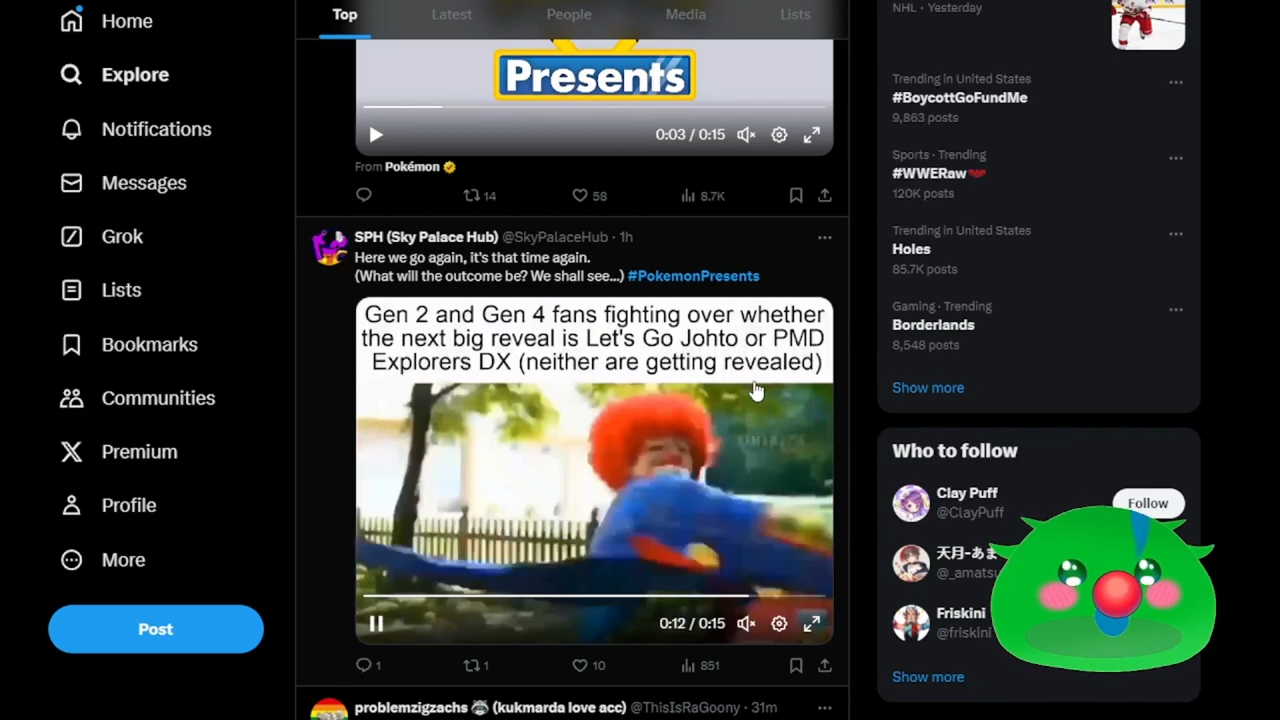 Home
Explore
Notifications
Messages
Grok
Lists
Bookmarks
Communities
Premium
Profile
More
Post
Top
Latest
People
Media
Lists
Presents
0:03 / 0:15
From Pokémon
14
58
8.7K
SPH (Sky Palace Hub) @SkyPalaceHub · 1h
Here we go again, it's that time again.
(What will the outcome be? We shall see...) #PokemonPresents
Gen 2 and Gen 4 fans fighting over whether
the next big reveal is Let's Go Johto or PMD
Explorers DX (neither are getting revealed)
0:12 / 0:15
1
1
10
851
problemzigzachs 🦝 (kukmarda love acc) @ThisIsRaGoony · 31m
NHL · Yesterday
Trending in United States
#BoycottGoFundMe
9,863 posts
Sports · Trending
#WWERaw
120K posts
Trending in United States
Holes
85.7K posts
Gaming · Trending
Borderlands
8,548 posts
Show more
Who to follow
Clay Puff
@ClayPuff
Follow
天月-あま
@_amatsu
Friskini
@friskini
Show more